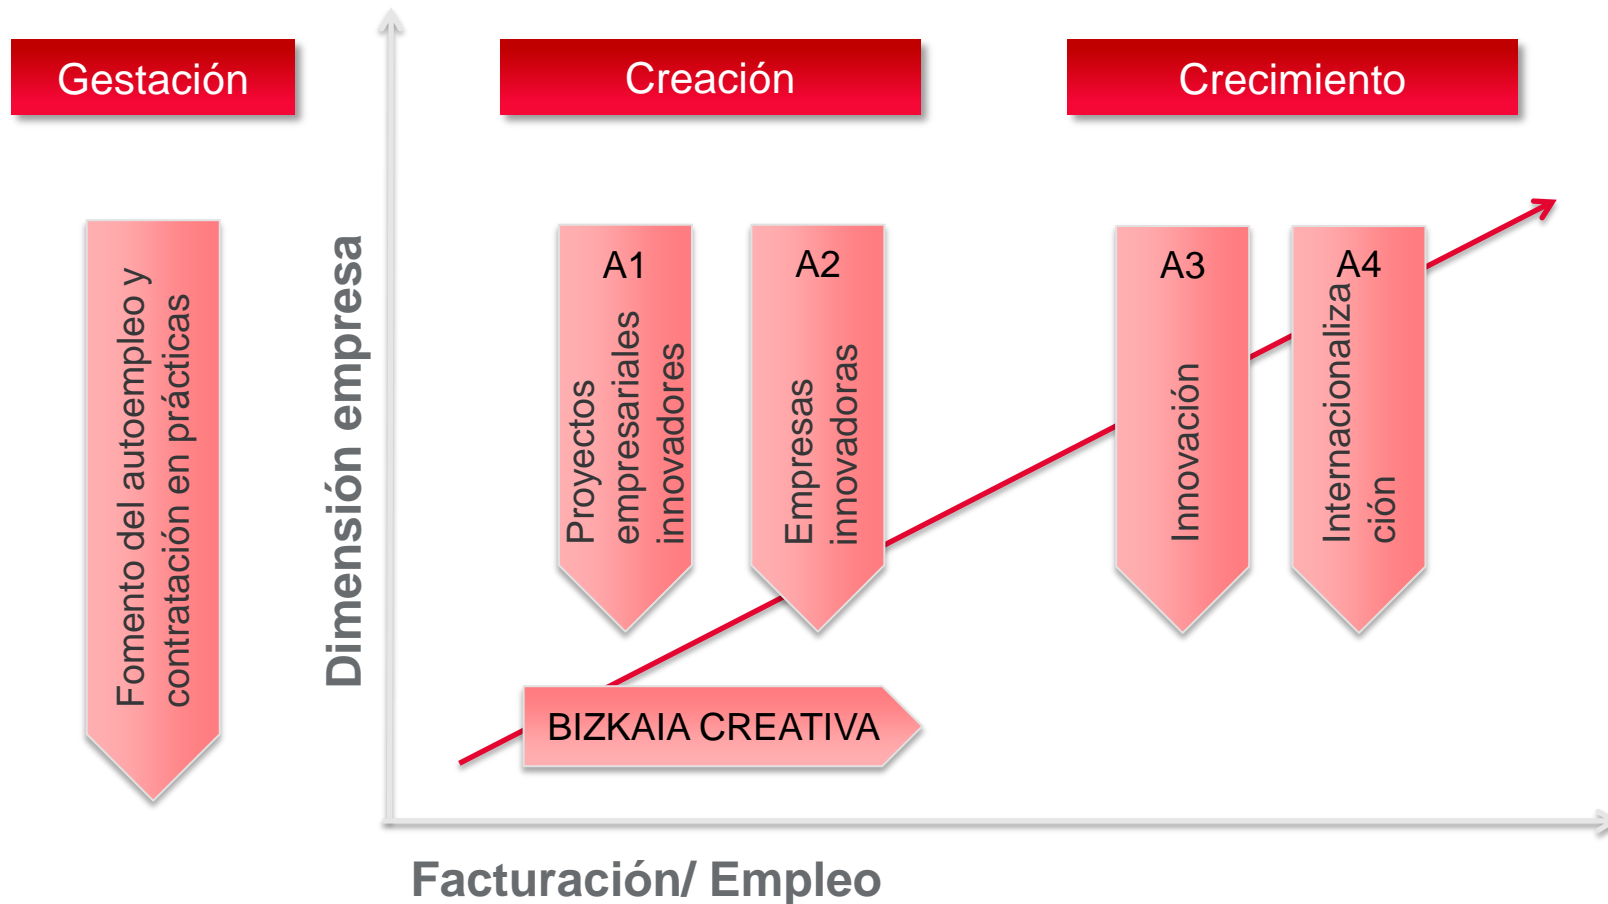 Gestación
Creación
Crecimiento
Fomento del autoempleo y
contratación en prácticas
Dimensión empresa
A1
Proyectos
empresariales
innovadores
A2
Empresas
innovadoras
A3
Innovación
A4
Internacionaliza
ción
BIZKAIA CREATIVA
Facturación/ Empleo